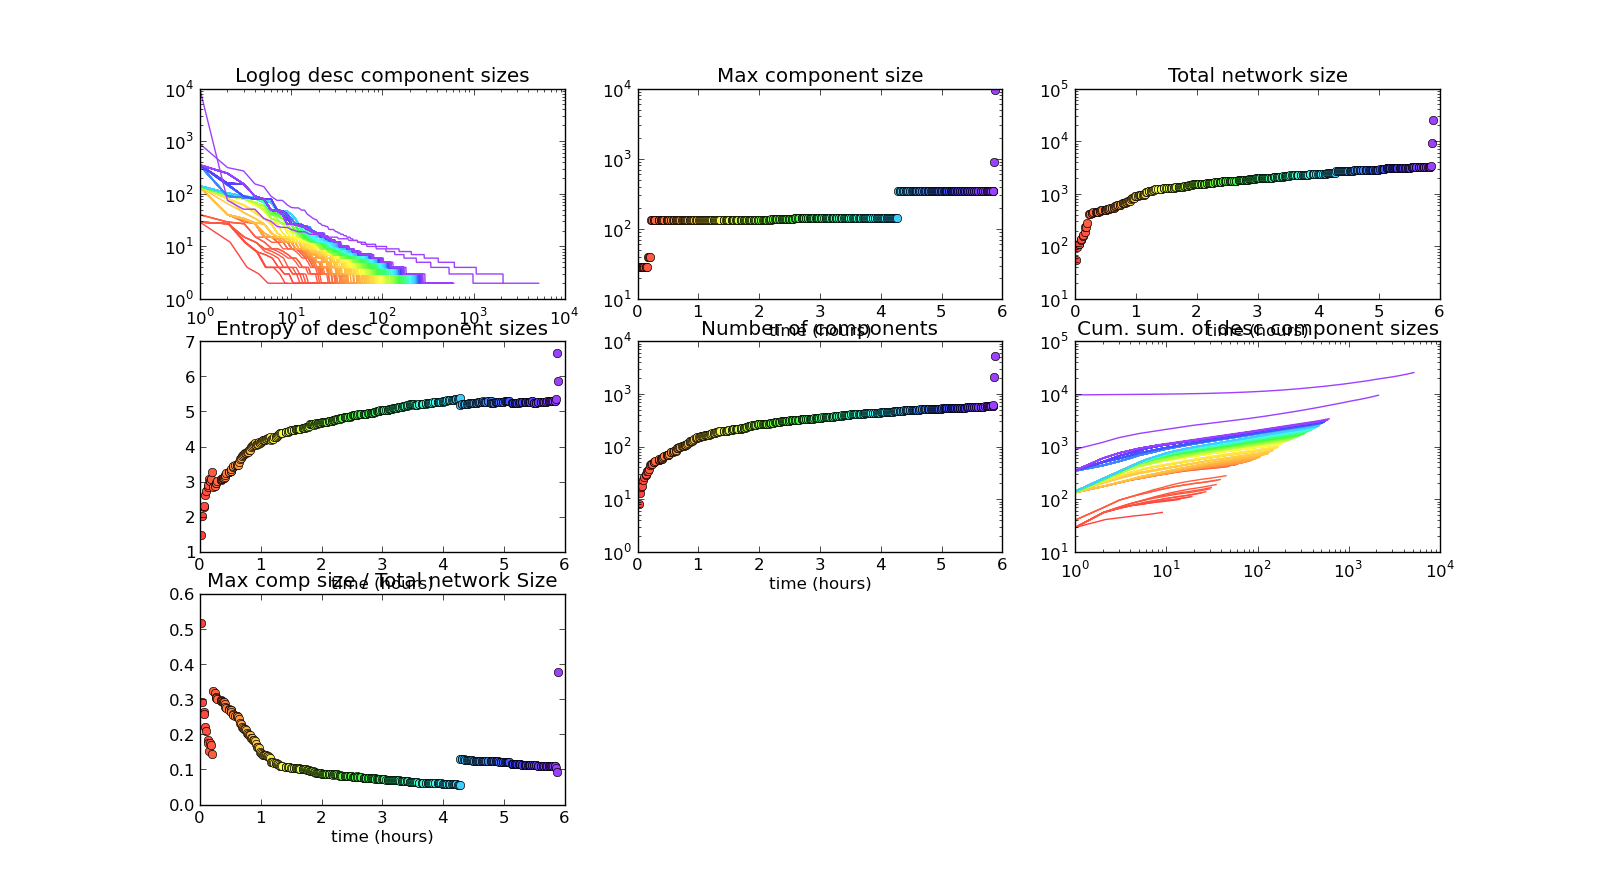 Loglog desc component sizes
10^4
10^3
10^2
10^1
10^0
10^0 10^1 10^2 10^3 10^4
Max component size
10^4
10^3
10^2
10^1
0 1 2 3 4 5 6
time (hours)
Total network size
10^5
10^4
10^3
10^2
10^1
0 1 2 3 4 5 6
time (hours)
Entropy of desc component sizes
7
6
5
4
3
2
1
0 1 2 3 4 5 6
time (hours)
Number of components
10^4
10^3
10^2
10^1
10^0
0 1 2 3 4 5 6
time (hours)
Cum. sum. of desc component sizes
10^5
10^4
10^3
10^2
10^1
10^0 10^1 10^2 10^3 10^4
Max comp size / Total network Size
0.6
0.5
0.4
0.3
0.2
0.1
0.0
0 1 2 3 4 5 6
time (hours)